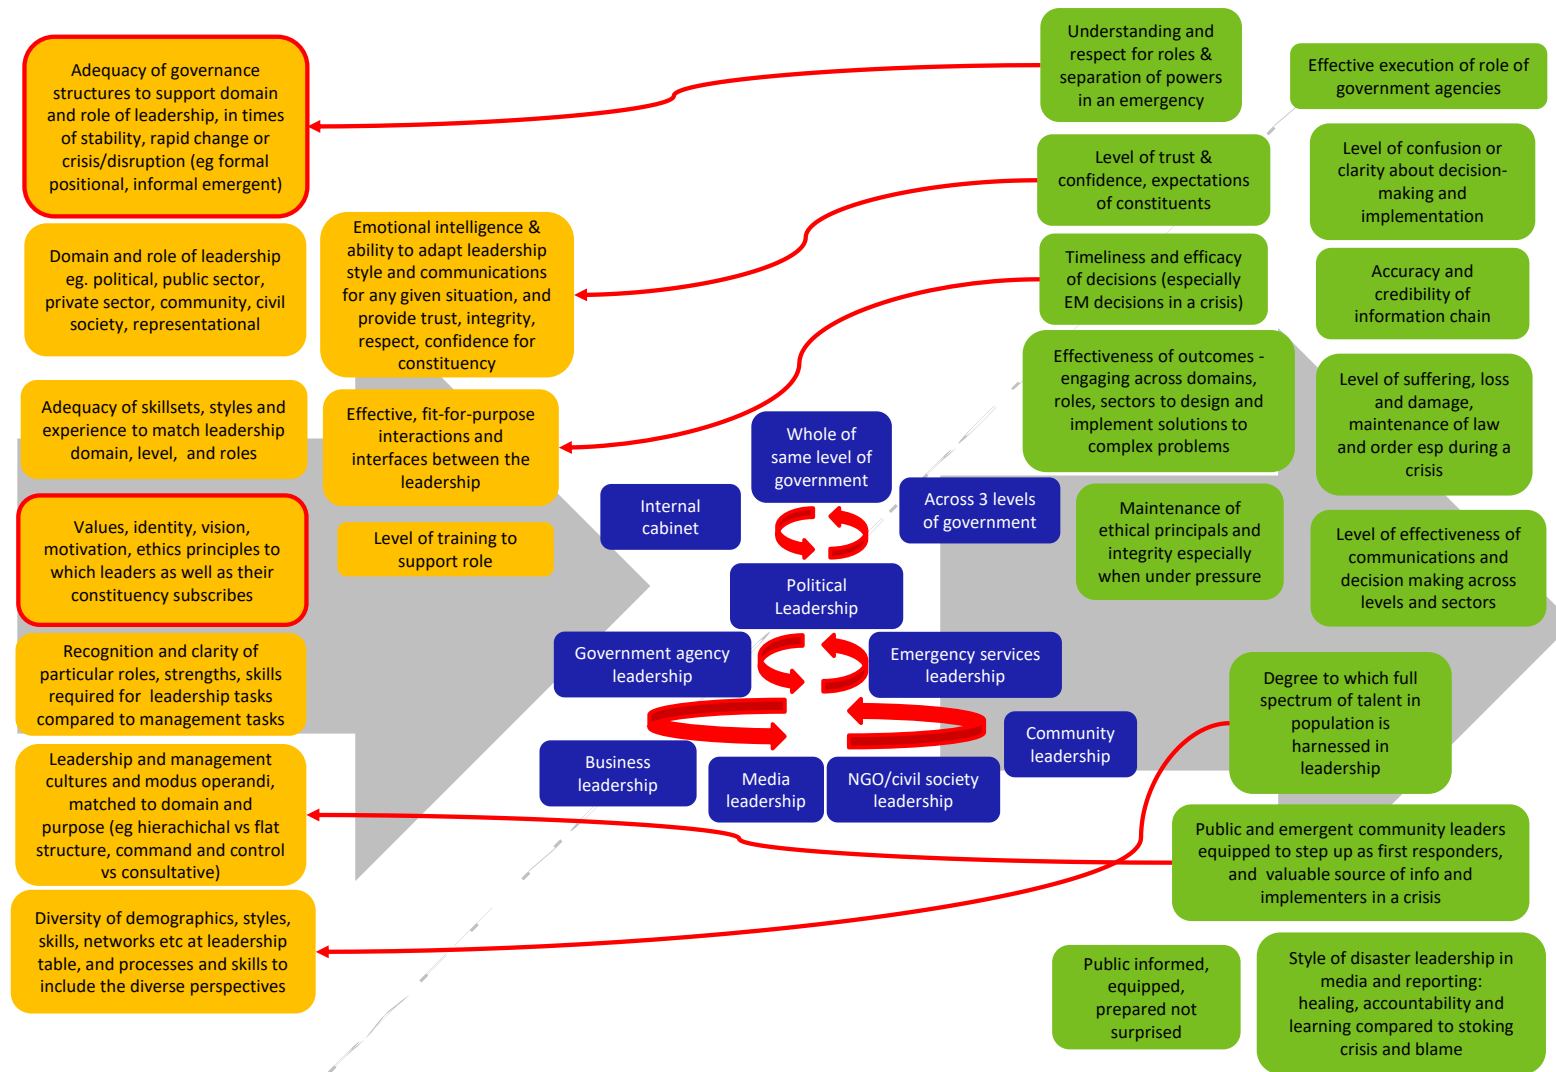 Adequacy of governance
structures to support domain
and role of leadership, in times
of stability, rapid change or
crisis/disruption (eg formal
positional, informal emergent)
Domain and role of leadership
eg. political, public sector,
private sector, community, civil
society, representational
Adequacy of skillsets, styles and
experience to match leadership
domain, level, and roles
Values, identity, vision,
motivation, ethics principles to
which leaders as well as their
constituency subscribes
Recognition and clarity of
particular roles, strengths, skills
required for leadership tasks
compared to management tasks
Leadership and management
cultures and modus operandi,
matched to domain and
purpose (eg hierachichal vs flat
structure, command and control
vs consultative)
Diversity of demographics, styles,
skills, networks etc at leadership
table, and processes and skills to
include the diverse perspectives
Emotional intelligence &
ability to adapt leadership
style and communications
for any given situation, and
provide trust, integrity,
respect, confidence for
constituency
Effective, fit-for-purpose
interactions and
interfaces between the
leadership
Level of training to
support role
Whole of
same level of
government
Internal
cabinet
Across 3 levels
of government
Political
Leadership
Government agency
leadership
Emergency services
leadership
Business
leadership
Media
leadership
NGO/civil society
leadership
Community
leadership
Understanding and
respect for roles &
separation of powers
in an emergency
Level of trust &
confidence, expectations
of constituents
Timeliness and efficacy
of decisions (especially
EM decisions in a crisis)
Effectiveness of outcomes -
engaging across domains,
roles, sectors to design and
implement solutions to
complex problems
Maintenance of
ethical principals and
integrity especially
when under pressure
Effective execution of role of
government agencies
Level of confusion or
clarity about decision-
making and
implementation
Accuracy and
credibility of
information chain
Level of suffering, loss
and damage,
maintenance of law
and order esp during a
crisis
Level of effectiveness of
communications and
decision making across
levels and sectors
Degree to which full
spectrum of talent in
population is
harnessed in
leadership
Public and emergent community leaders
equipped to step up as first responders,
and valuable source of info and
implementers in a crisis
Public informed,
equipped,
prepared not
surprised
Style of disaster leadership in
media and reporting:
healing, accountability and
learning compared to stoking
crisis and blame